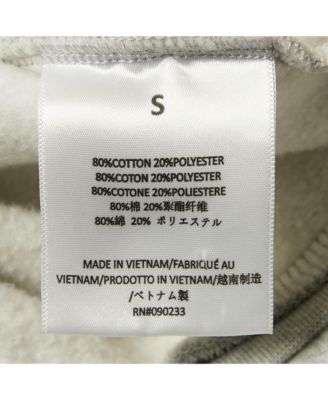 S
80%COTTON 20%POLYESTER
80%COTON 20%POLYESTER
80%COTONE 20%POLIESTERE
80%棉 20%聚酯纤维
80%綿 20% ポリエステル
MADE IN VIETNAM/FABRIQUÉ AU
VIETNAM/PRODOTTO IN VIETNAM/越南制造
/ベトナム製
RN#090233